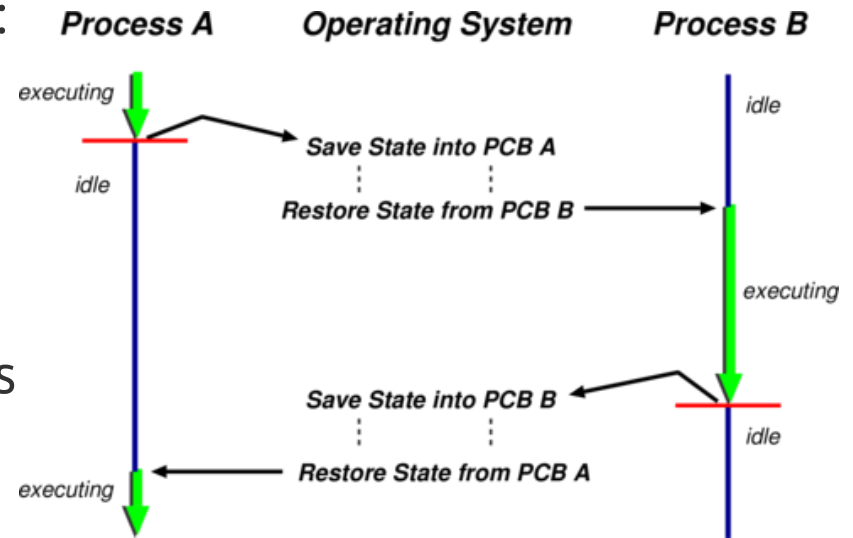 :
Process A Operating System Process B
executing
idle
Save State into PCB A
idle
Restore State from PCB B
executing
s
Save State into PCB B
idle
Restore State from PCB A
executing